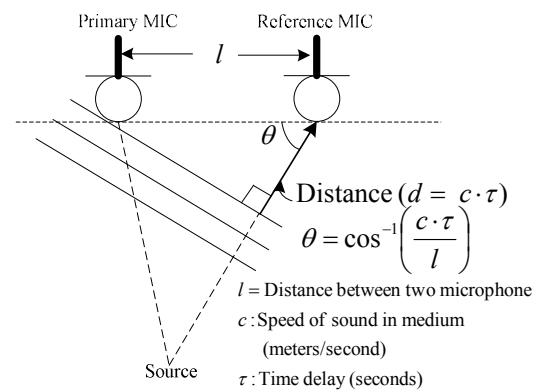 Primary MIC Reference MIC
l
θ
Distance (d = c·τ)
θ = cos⁻¹(c·τ / l)
l = Distance between two microphone
c : Speed of sound in medium
(meters/second)
Source
τ : Time delay (seconds)